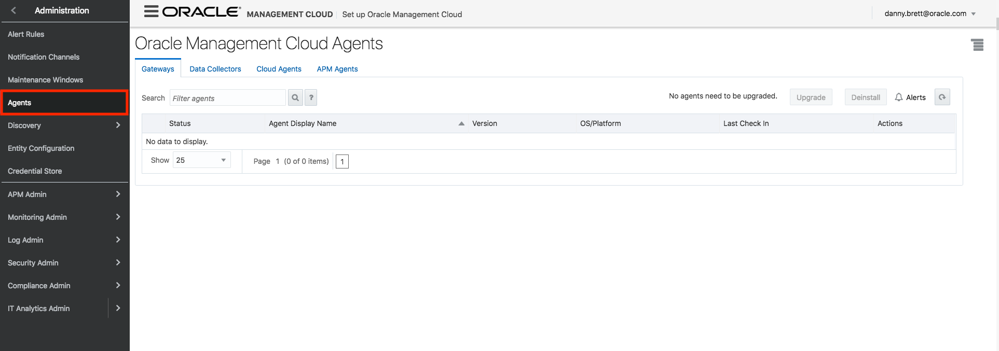 Administration
Alert Rules
Notification Channels
Maintenance Windows
Agents
Discovery
Entity Configuration
Credential Store
APM Admin
Monitoring Admin
Log Admin
Security Admin
Compliance Admin
IT Analytics Admin
ORACLE® MANAGEMENT CLOUD Set up Oracle Management Cloud
danny.brett@oracle.com
Oracle Management Cloud Agents
Gateways Data Collectors Cloud Agents APM Agents
Search Filter agents ? No agents need to be upgraded. Upgrade Deinstall Alerts
Status Agent Display Name Version OS/Platform Last Check In Actions
No data to display.
Show 25 Page 1 (0 of 0 items) 1